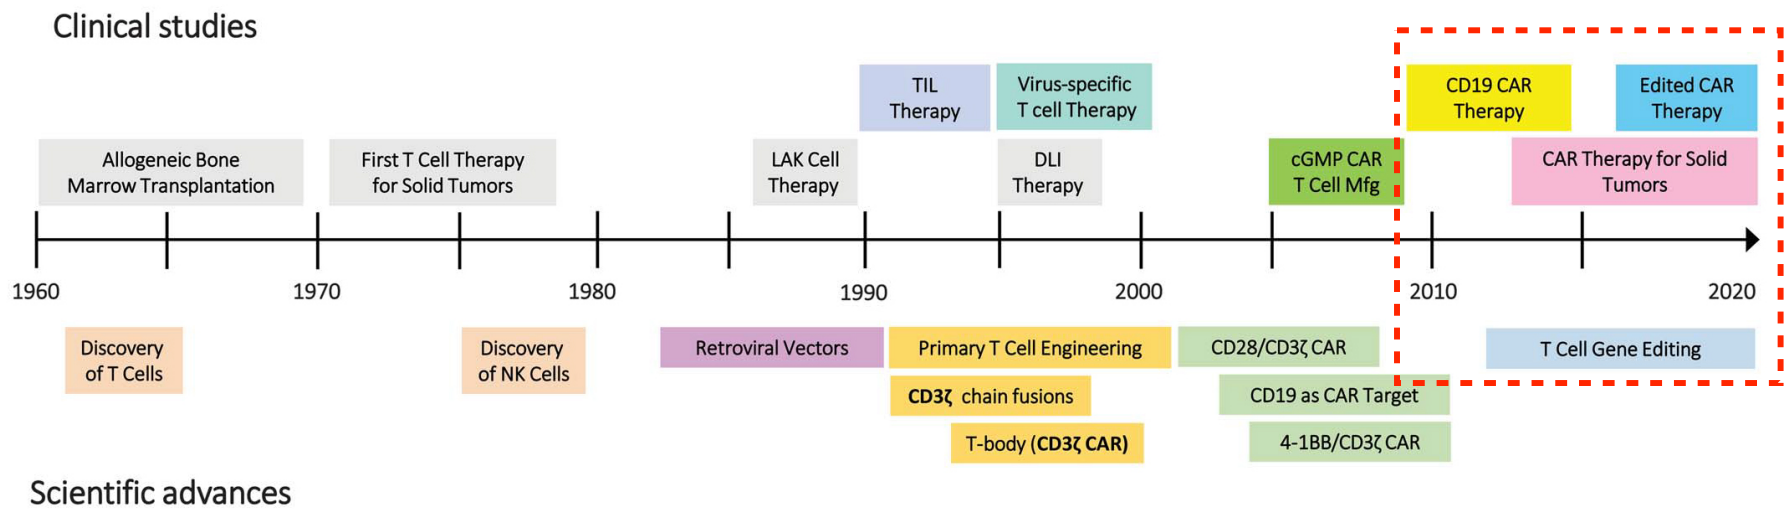 Clinical studies
TIL
Therapy
Virus-specific
T cell Therapy
CD19 CAR
Therapy
Edited CAR
Therapy
Allogeneic Bone
Marrow Transplantation
First T Cell Therapy
for Solid Tumors
LAK Cell
Therapy
DLI
Therapy
cGMP CAR
T Cell Mfg
CAR Therapy for Solid
Tumors
1960
1970
1980
1990
2000
2010
2020
Discovery
of T Cells
Discovery
of NK Cells
Retroviral Vectors
Primary T Cell Engineering
CD28/CD3ζ CAR
T Cell Gene Editing
CD3ζ chain fusions
CD19 as CAR Target
T-body (CD3ζ CAR)
4-1BB/CD3ζ CAR
Scientific advances